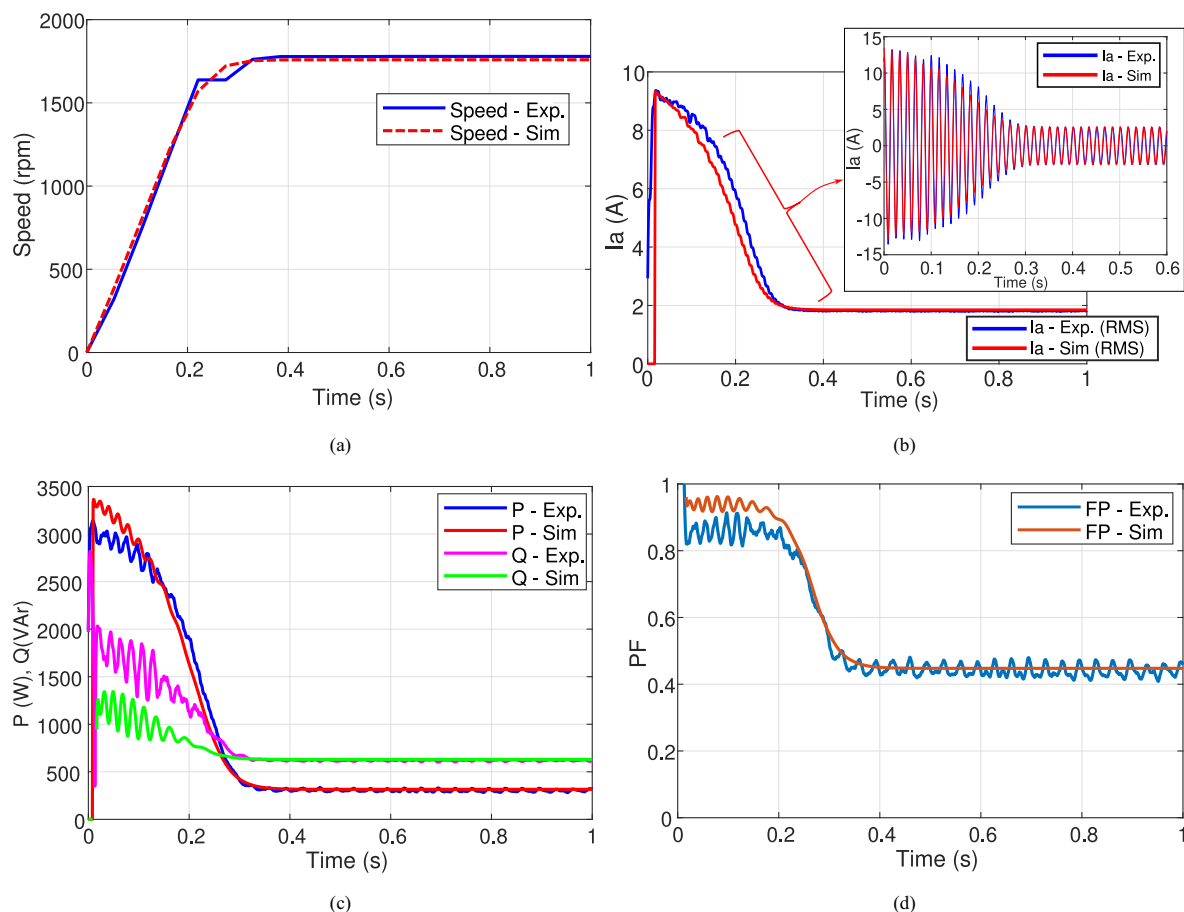 2000
1500
1000
500
0
Speed (rpm)
Speed - Exp.
Speed - Sim
0 0.2 0.4 0.6 0.8 1
Time (s)
(a)
10
8
6
4
2
0
Ia (A)
Ia - Exp. (RMS)
Ia - Sim (RMS)
0 0.2 0.4 0.6 0.8 1
Time (s)
15
10
5
0
-5
-10
-15
Ia (A)
Ia - Exp.
Ia - Sim
0 0.1 0.2 0.3 0.4 0.5 0.6
Time (s)
(b)
3500
3000
2500
2000
1500
1000
500
0
P (W), Q(VAr)
P - Exp.
P - Sim
Q - Exp.
Q - Sim
0 0.2 0.4 0.6 0.8 1
Time (s)
(c)
1
0.8
0.6
0.4
0.2
0
PF
FP - Exp.
FP - Sim
0 0.2 0.4 0.6 0.8 1
Time (s)
(d)